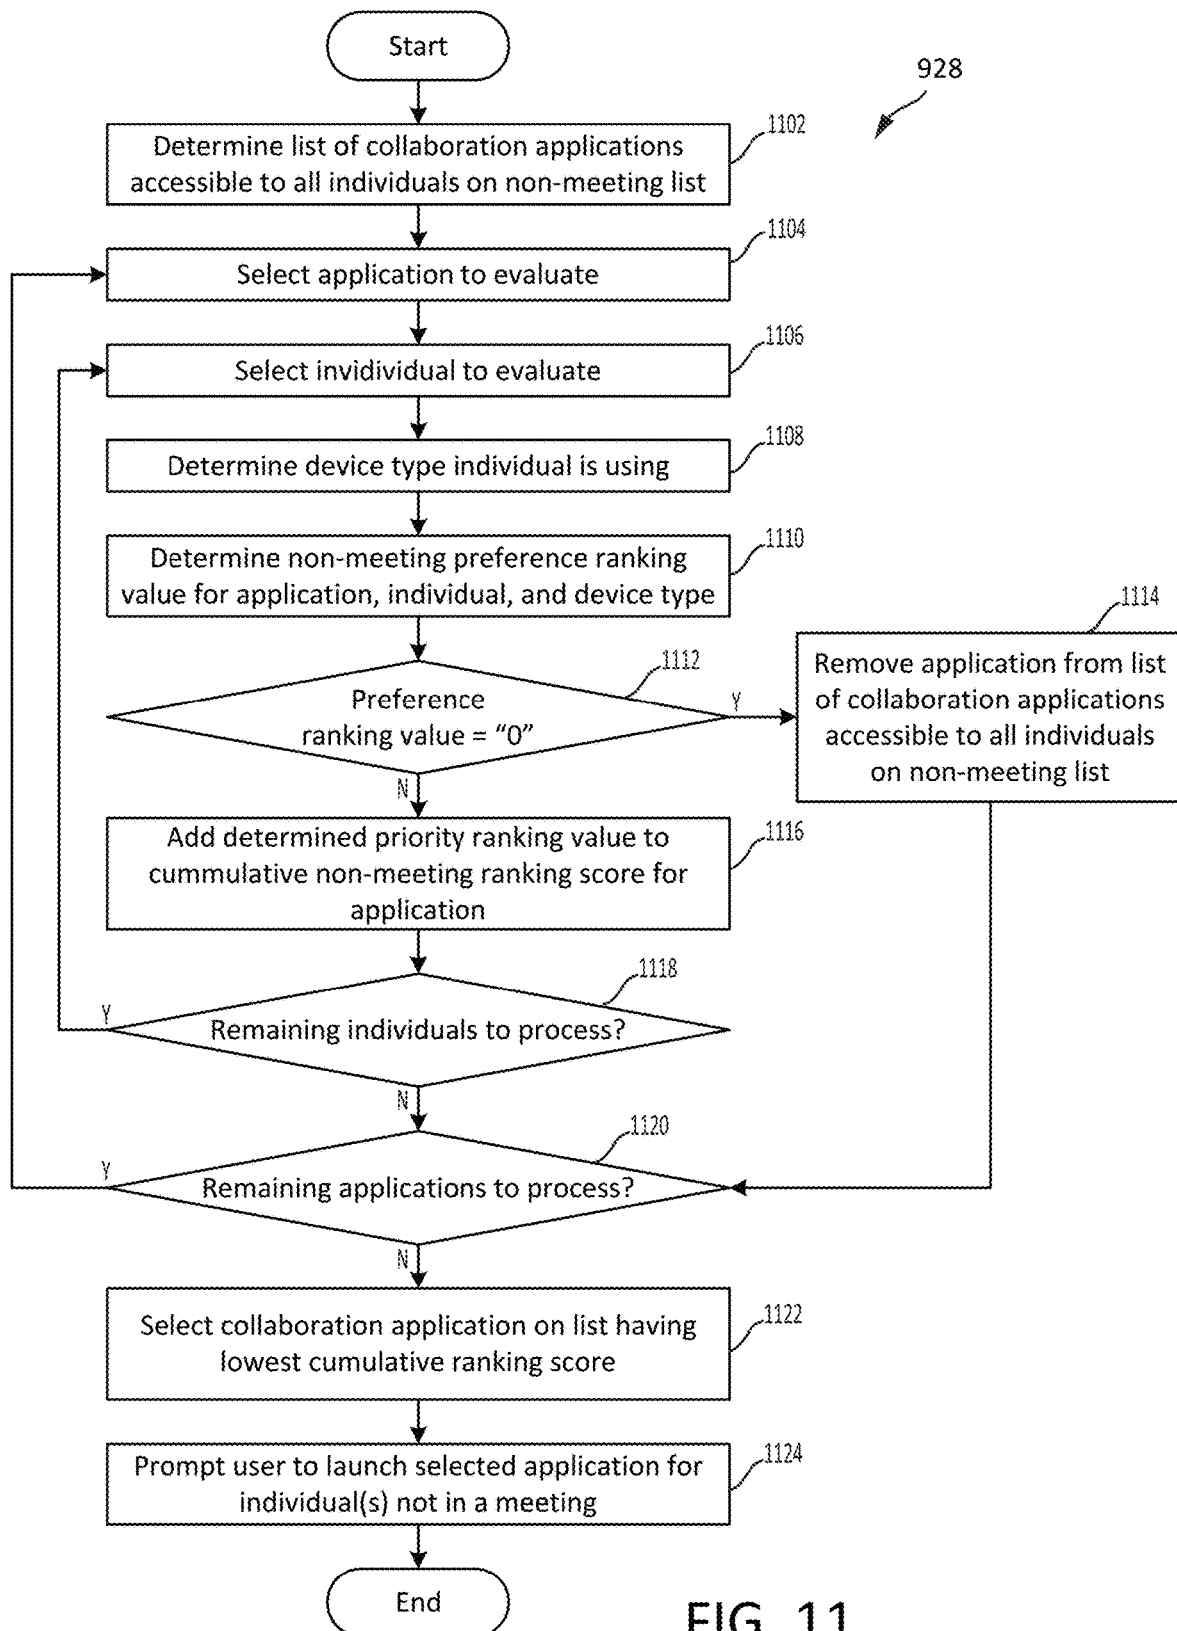 Start
928
1102
Determine list of collaboration applications
accessible to all individuals on non-meeting list
1104
Select application to evaluate
1106
Select invidividual to evaluate
1108
Determine device type individual is using
1110
Determine non-meeting preference ranking
value for application, individual, and device type
1112
Preference
ranking value = “0”
Y
N
1114
Remove application from list
of collaboration applications
accessible to all individuals
on non-meeting list
1116
Add determined priority ranking value to
cummulative non-meeting ranking score for
application
1118
Remaining individuals to process?
Y
N
1120
Remaining applications to process?
Y
N
1122
Select collaboration application on list having
lowest cumulative ranking score
1124
Prompt user to launch selected application for
individual(s) not in a meeting
End
FIG. 11